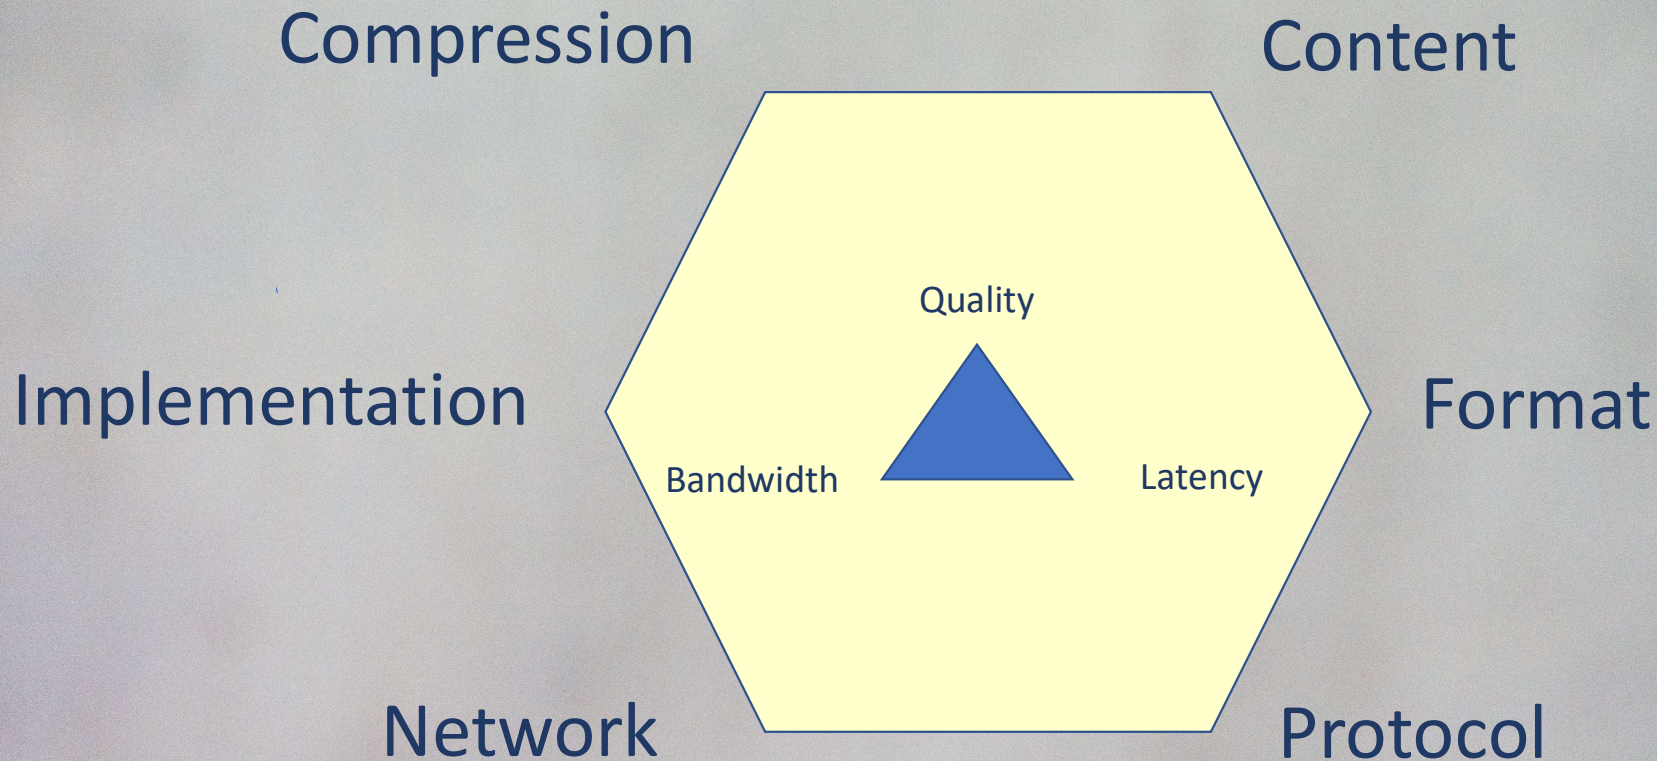 Compression
Content
Quality
Implementation
Format
Bandwidth
Latency
Network
Protocol